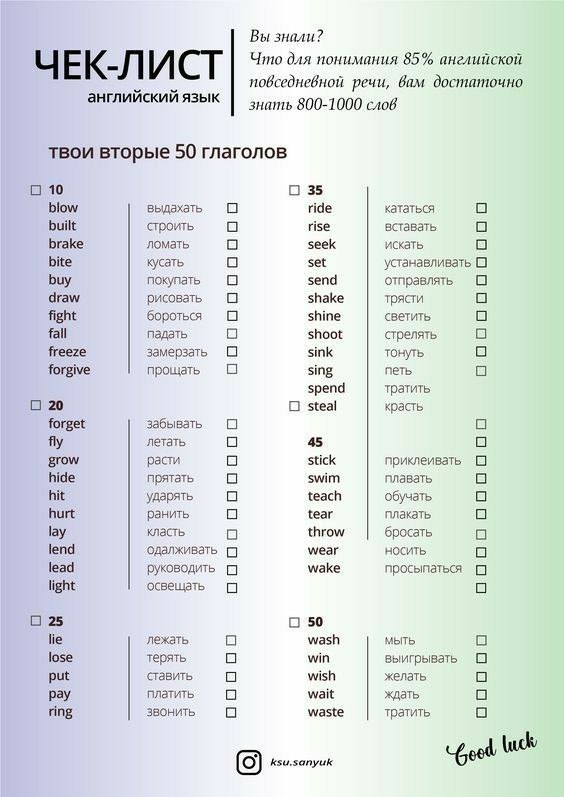 ЧЕК-ЛИСТ
английский язык
Вы знали?
Что для понимания 85% английской
повседневной речи, вам достаточно
знать 800-1000 слов
твои вторые 50 глаголов
10
blow выдахать
built строить
brake ломать
bite кусать
buy покупать
draw рисовать
fight бороться
fall падать
freeze замерзать
forgive прощать
20
forget забывать
fly летать
grow расти
hide прятать
hit ударять
hurt ранить
lay класть
lend одалживать
lead руководить
light освещать
25
lie лежать
lose терять
put ставить
pay платить
ring звонить
35
ride кататься
rise вставать
seek искать
set устанавливать
send отправлять
shake трясти
shine светить
shoot стрелять
sink тонуть
sing петь
spend тратить
steal красть
45
stick приклеивать
swim плавать
teach обучать
tear плакать
throw бросать
wear носить
wake просыпаться
50
wash мыть
win выигрывать
wish желать
wait ждать
waste тратить
Good luck
ksu.sanyuk